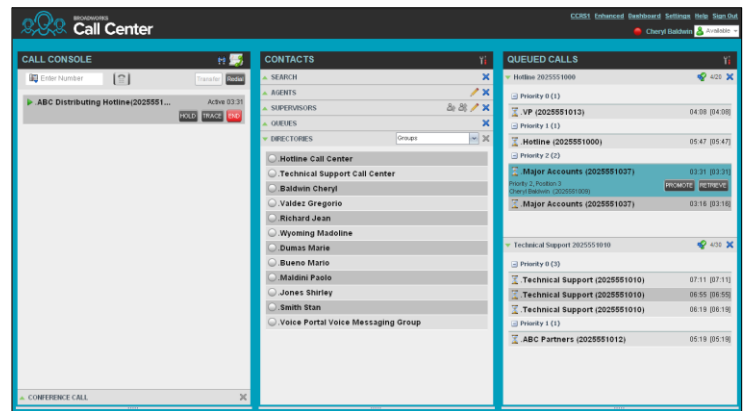 BROADWORKS
Call Center
CCRS1 Enhanced Dashboard Settings Help Sign Out
Cheryl Baldwin Available
CALL CONSOLE
Enter Number Transfer Redial
.ABC Distributing Hotline(2025551... Active 03:31
HOLD TRACE END
CONFERENCE CALL
CONTACTS
SEARCH
AGENTS
SUPERVISORS
QUEUES
DIRECTORIES Groups
.Hotline Call Center
.Technical Support Call Center
.Baldwin Cheryl
.Valdez Gregorio
.Richard Jean
.Wyoming Madoline
.Dumas Marie
.Bueno Mario
.Maldini Paolo
.Jones Shirley
.Smith Stan
.Voice Portal Voice Messaging Group
QUEUED CALLS
Hotline 2025551000 4/20
Priority 0 (1)
.VP (2025551013) 04:08 [04:08]
Priority 1 (1)
.Hotline (2025551000) 05:47 [05:47]
Priority 2 (2)
.Major Accounts (2025551037) 03:31 [03:31]
Priority 2, Position 3
Cheryl Baldwin (2025551009)
PROMOTE RETRIEVE
.Major Accounts (2025551037) 03:16 [03:16]
Technical Support 2025551010 4/30
Priority 0 (3)
.Technical Support (2025551010) 07:11 [07:11]
.Technical Support (2025551010) 06:55 [06:55]
.Technical Support (2025551010) 06:19 [06:19]
Priority 1 (1)
.ABC Partners (2025551012) 05:19 [05:19]